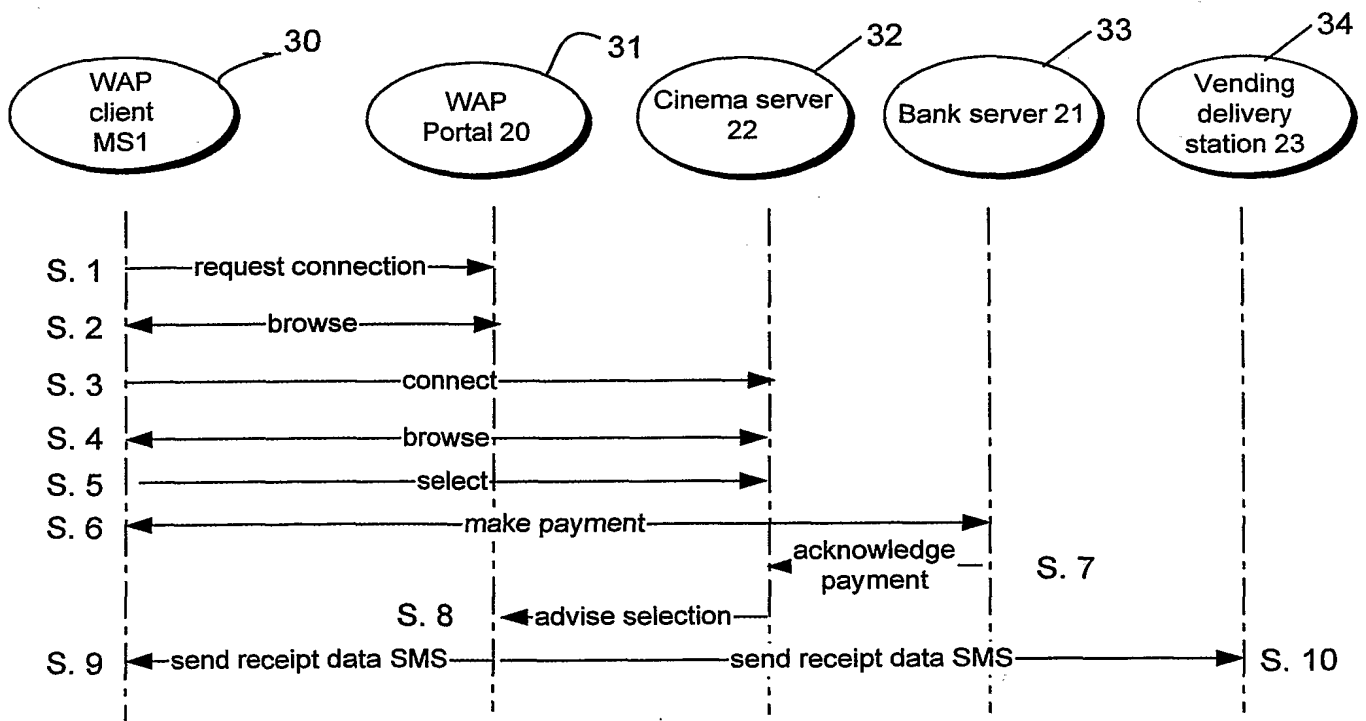 30
31
32
33
34
WAP
client
MS1
WAP
Portal 20
Cinema server
22
Bank server 21
Vending
delivery
station 23
S. 1 request connection
S. 2 browse
S. 3 connect
S. 4 browse
S. 5 select
S. 6 make payment
acknowledge
payment
S. 7
S. 8 advise selection
S. 9 send receipt data SMS send receipt data SMS S. 10